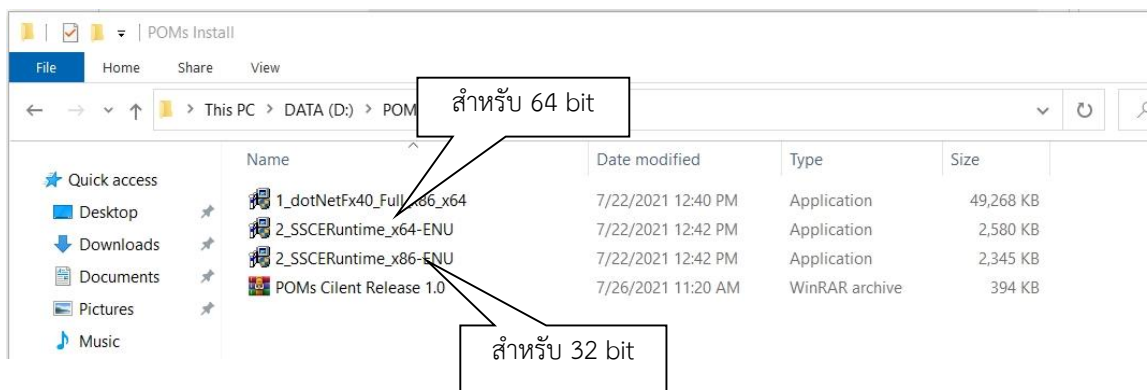 POMs Install
File Home Share View
This PC > DATA (D:) > POM
สำหรับ 64 bit
Name Date modified Type Size
Quick access
Desktop
Downloads
Documents
Pictures
Music
1_dotNetFx40_Full_x86_x64 7/22/2021 12:40 PM Application 49,268 KB
2_SSCERuntime_x64-ENU 7/22/2021 12:42 PM Application 2,580 KB
2_SSCERuntime_x86-ENU 7/22/2021 12:42 PM Application 2,345 KB
POMs Cilent Release 1.0 7/26/2021 11:20 AM WinRAR archive 394 KB
สำหรับ 32 bit